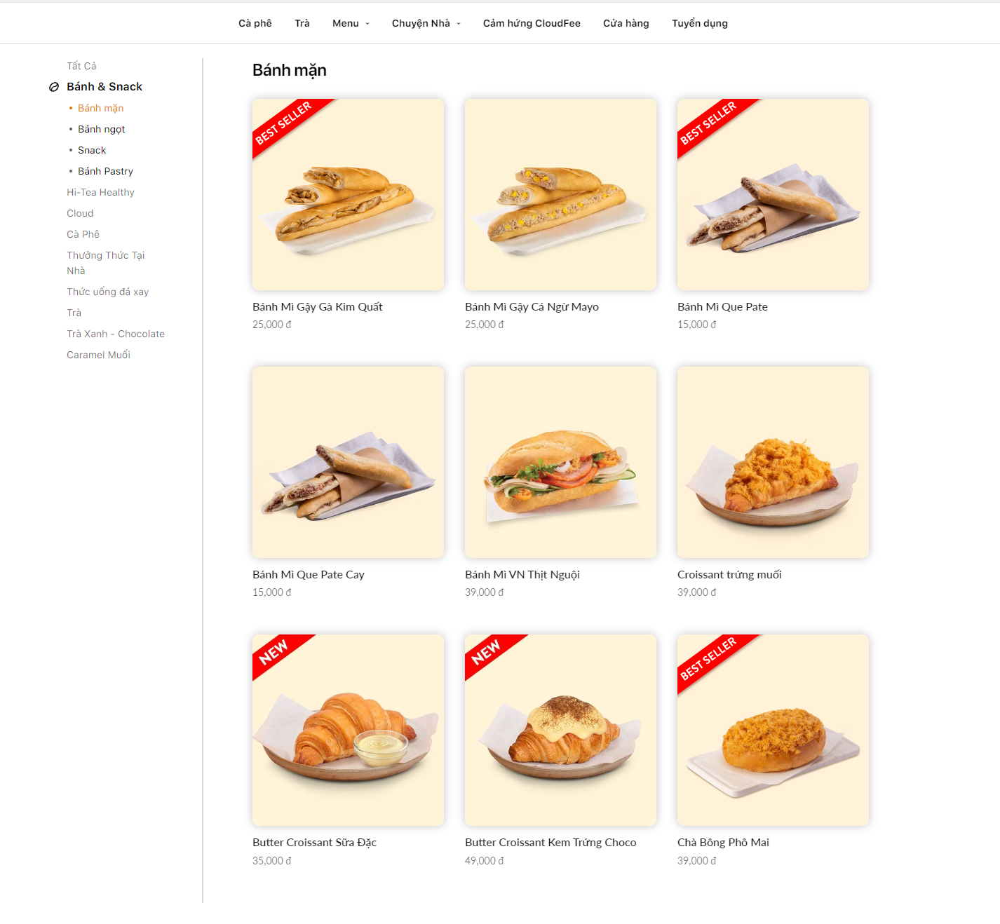 Cà phê Trà Menu Chuyện Nhà Cảm hứng CloudFee Cửa hàng Tuyển dụng
Tất Cả
Bánh & Snack
Bánh mặn
Bánh ngọt
Snack
Bánh Pastry
Hi-Tea Healthy
Cloud
Cà Phê
Thưởng Thức Tại
Nhà
Thức uống đá xay
Trà
Trà Xanh - Chocolate
Caramel Muối
Bánh mặn
BEST SELLER
BEST SELLER
Bánh Mì Gậy Gà Kim Quất
25,000 đ
Bánh Mì Gậy Cá Ngừ Mayo
25,000 đ
Bánh Mì Que Pate
15,000 đ
Bánh Mì Que Pate Cay
15,000 đ
Bánh Mì VN Thịt Nguội
39,000 đ
Croissant trứng muối
39,000 đ
NEW
NEW
BEST SELLER
Butter Croissant Sữa Đặc
35,000 đ
Butter Croissant Kem Trứng Choco
49,000 đ
Chà Bông Phô Mai
39,000 đ